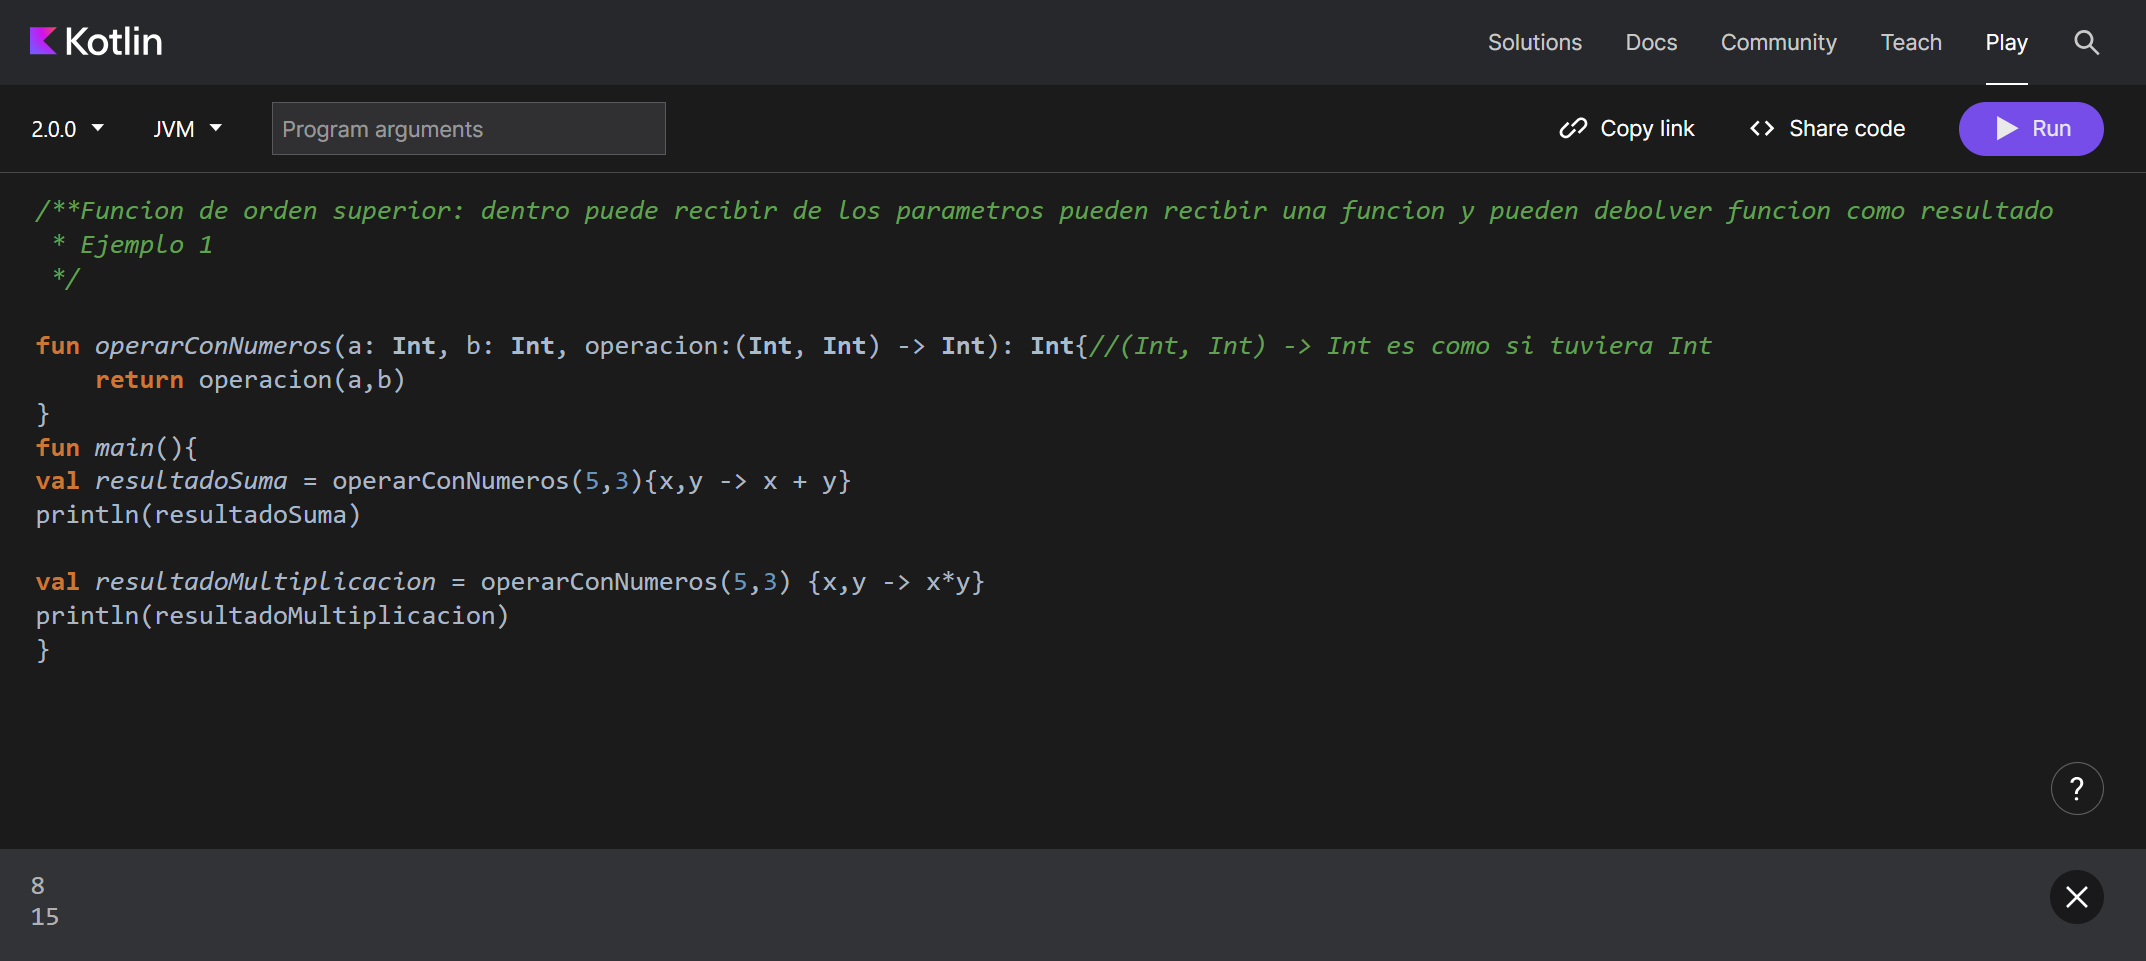 Kotlin
Solutions Docs Community Teach Play
2.0.0 JVM Program arguments Copy link <> Share code Run
/**Funcion de orden superior: dentro puede recibir de los parametros pueden recibir una funcion y pueden debolver funcion como resultado
 * Ejemplo 1
 */
fun operarConNumeros(a: Int, b: Int, operacion:(Int, Int) -> Int): Int{//(Int, Int) -> Int es como si tuviera Int
    return operacion(a,b)
}
fun main(){
val resultadoSuma = operarConNumeros(5,3){x,y -> x + y}
println(resultadoSuma)
val resultadoMultiplicacion = operarConNumeros(5,3) {x,y -> x*y}
println(resultadoMultiplicacion)
}
?
8
15